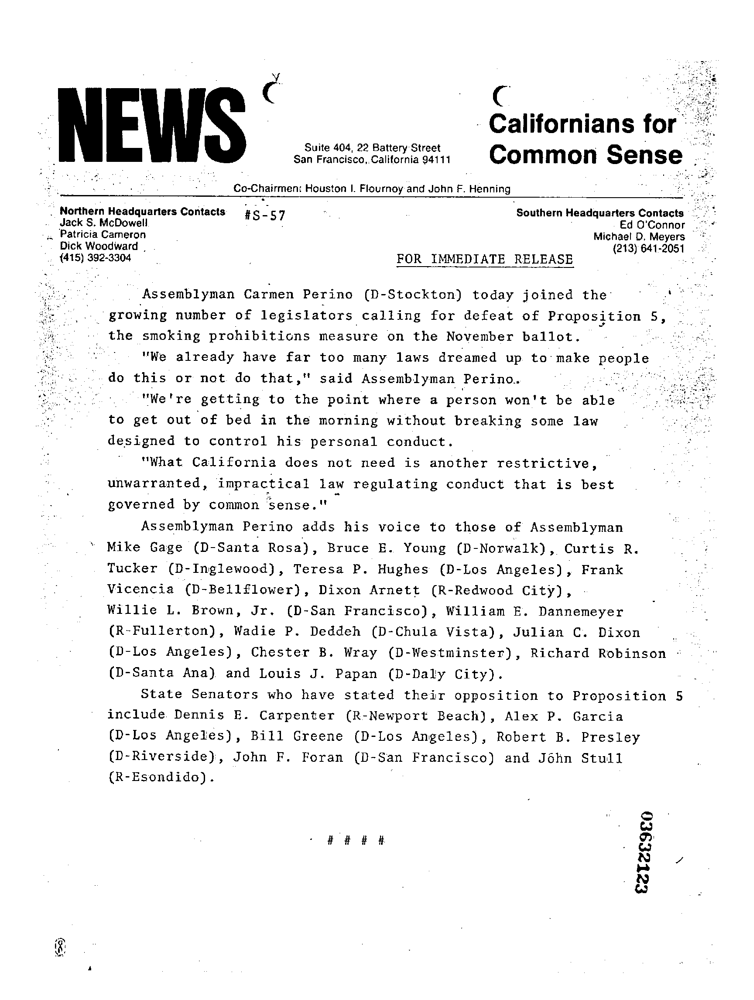 NEWS
Suite 404, 22 Battery Street
San Francisco, California 94111
Californians for
Common Sense
Co-Chairmen: Houston I. Flournoy and John F. Henning
Northern Headquarters Contacts
Jack S. McDowell
Patricia Cameron
Dick Woodward
(415) 392-3304
#S-57
Southern Headquarters Contacts
Ed O'Connor
Michael D. Meyers
(213) 641-2051
FOR IMMEDIATE RELEASE
Assemblyman Carmen Perino (D-Stockton) today joined the
growing number of legislators calling for defeat of Proposition 5,
the smoking prohibitions measure on the November ballot.
"We already have far too many laws dreamed up to make people
do this or not do that," said Assemblyman Perino.
"We're getting to the point where a person won't be able
to get out of bed in the morning without breaking some law
designed to control his personal conduct.
"What California does not need is another restrictive,
unwarranted, impractical law regulating conduct that is best
governed by common sense."
Assemblyman Perino adds his voice to those of Assemblyman
Mike Gage (D-Santa Rosa), Bruce E. Young (D-Norwalk), Curtis R.
Tucker (D-Inglewood), Teresa P. Hughes (D-Los Angeles), Frank
Vicencia (D-Bellflower), Dixon Arnett (R-Redwood City),
Willie L. Brown, Jr. (D-San Francisco), William E. Dannemeyer
(R-Fullerton), Wadie P. Deddeh (D-Chula Vista), Julian C. Dixon
(D-Los Angeles), Chester B. Wray (D-Westminster), Richard Robinson
(D-Santa Ana) and Louis J. Papan (D-Daly City).
State Senators who have stated their opposition to Proposition 5
include Dennis E. Carpenter (R-Newport Beach), Alex P. Garcia
(D-Los Angeles), Bill Greene (D-Los Angeles), Robert B. Presley
(D-Riverside), John F. Foran (D-San Francisco) and John Stull
(R-Esondido).
# # # #
03632123